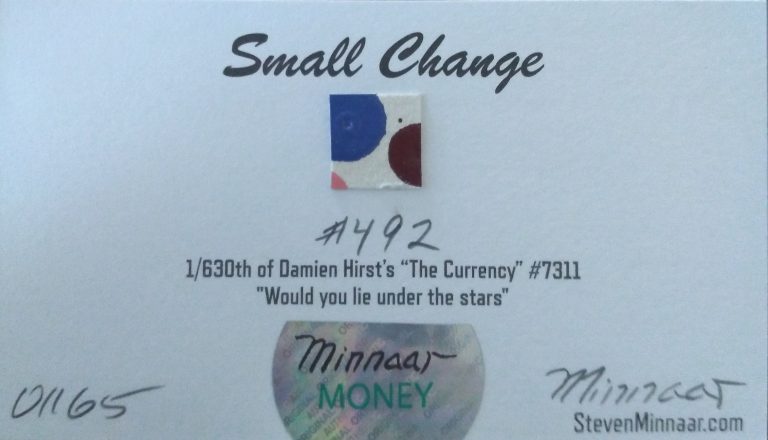 Small Change
#492
1/630th of Damien Hirst's “The Currency” #7311
"Would you lie under the stars"
Minnaar
MONEY
01165
Minnaar
StevenMinnaar.com